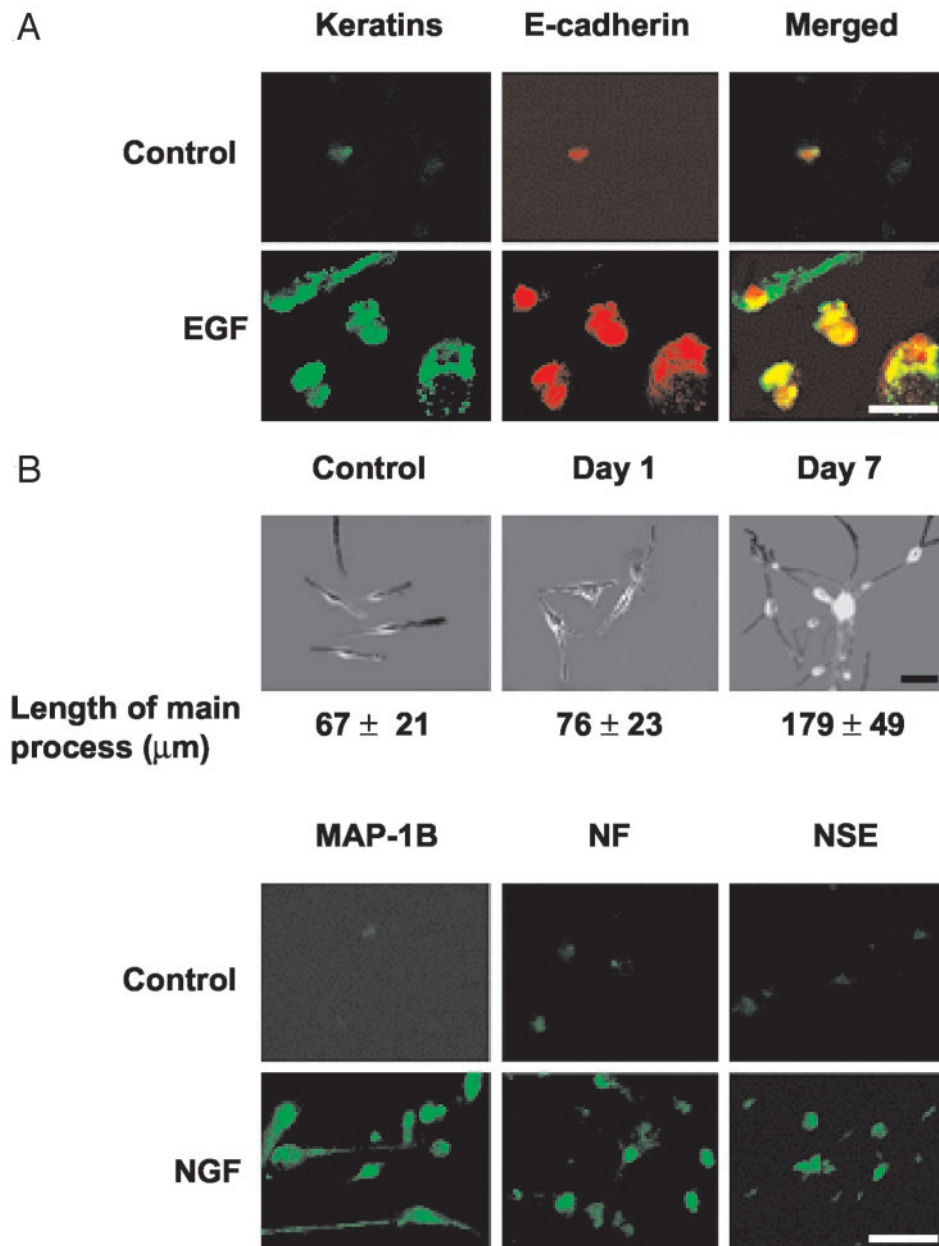 A
Keratins E-cadherin Merged
Control
EGF
B
Control Day 1 Day 7
Length of main
process (μm)
67 ± 21 76 ± 23 179 ± 49
MAP-1B NF NSE
Control
NGF